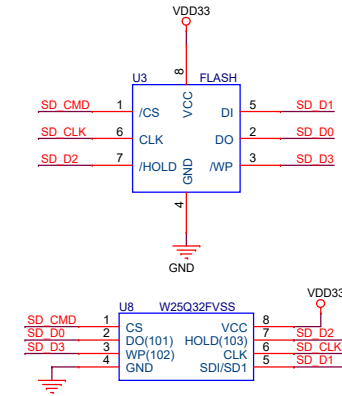 VDD33
U3 FLASH
8
VCC
SD_CMD 1 /CS DI 5 SD_D1
SD_CLK 6 CLK DO 2 SD_D0
SD_D2 7 /HOLD /WP 3 SD_D3
GND
4
GND
VDD33
U8 W25Q32FVSS
SD_CMD 1 CS VCC 8
SD_D0 2 DO(101) HOLD(103) 7 SD_D2
SD_D3 3 WP(102) CLK 6 SD_CLK
4 GND SDI/SD1 5 SD_D1